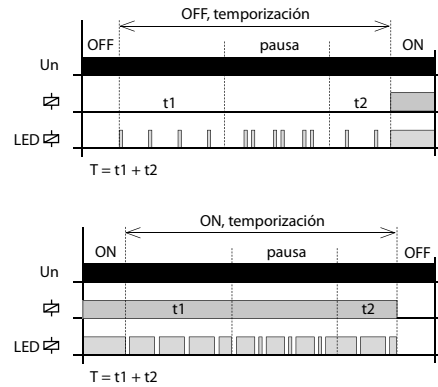 OFF, temporización
OFF pausa ON
Un
t1 t2
LED
T = t1 + t2
ON, temporización
ON pausa OFF
Un
t1 t2
LED
T = t1 + t2